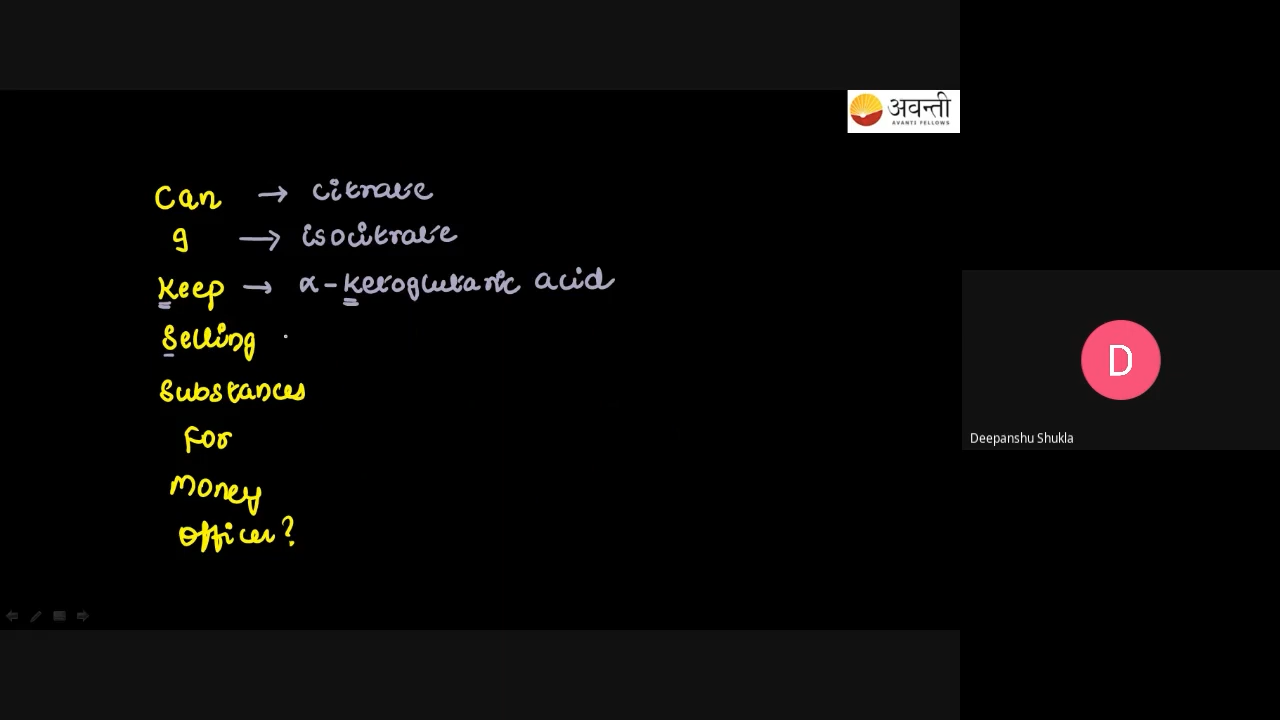 अवन्ती
AVANTI FELLOWS
Can → citrate
I → isocitrate
Keep → α-ketoglutaric acid
Selling
Substances
For
Money
Officer?
D
Deepanshu Shukla